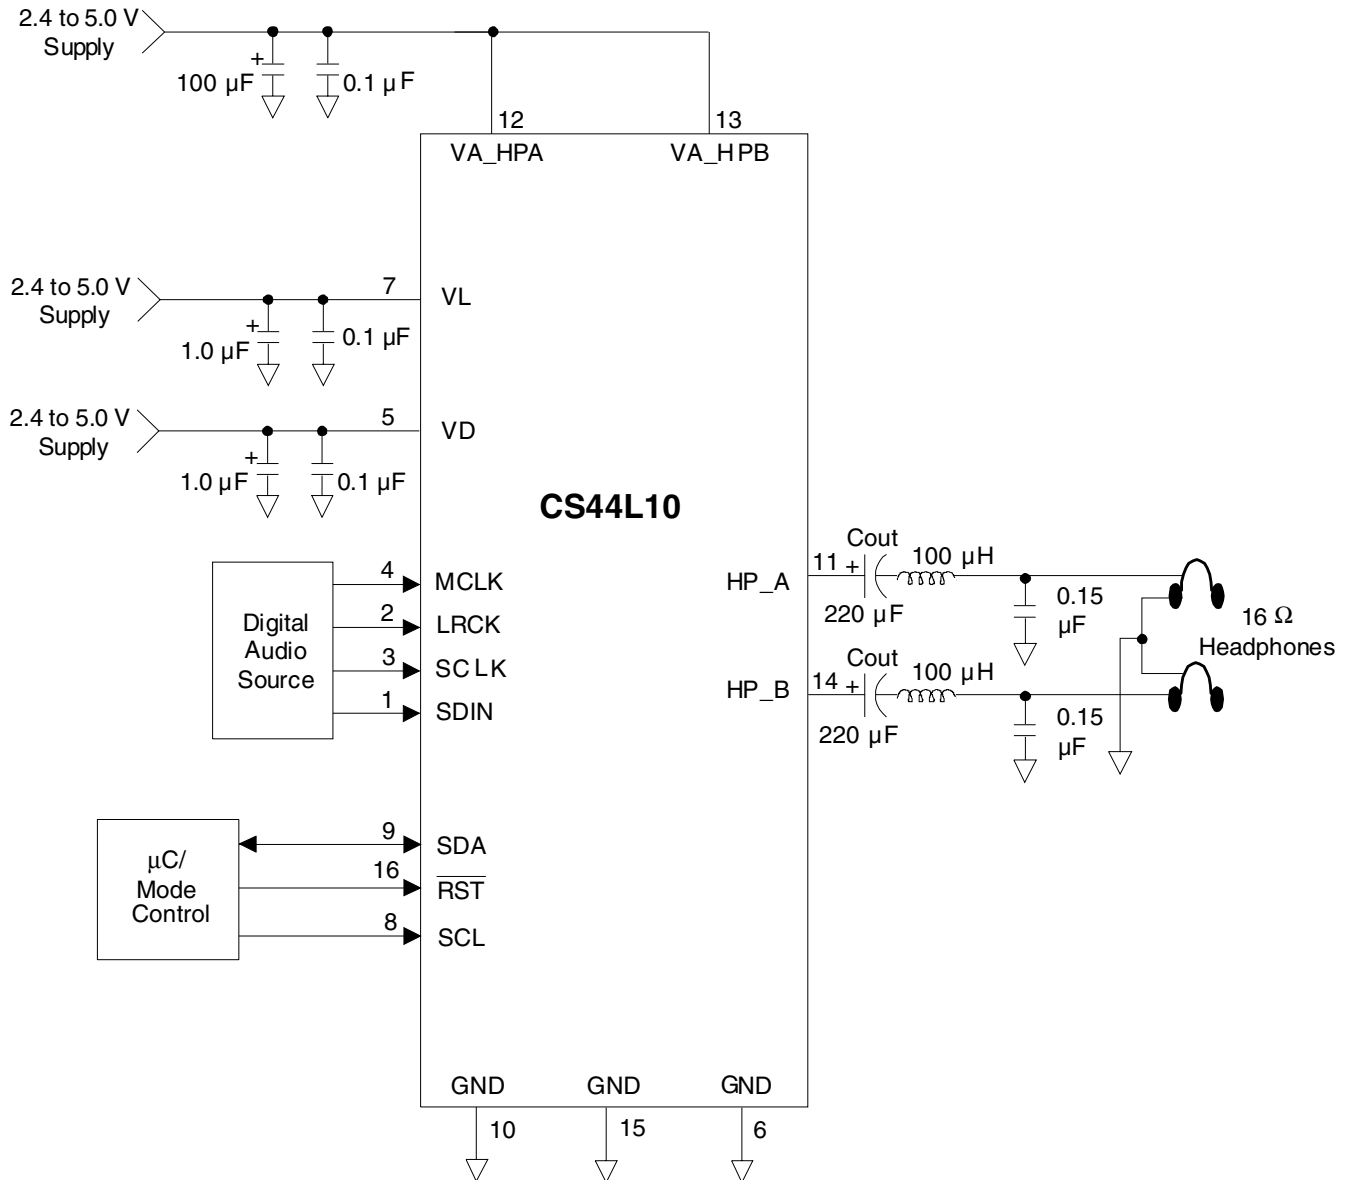 2.4 to 5.0 V
Supply
+
100 µF
0.1 µF
12
13
VA_HPA
VA_HPB
2.4 to 5.0 V
Supply
7
VL
+
1.0 µF
0.1 µF
2.4 to 5.0 V
Supply
5
VD
+
1.0 µF
0.1 µF
CS44L10
Digital
Audio
Source
4
MCLK
2
LRCK
3
SCLK
1
SDIN
HP_A
11
+
Cout
220 µF
100 µH
0.15
µF
16 Ω
Headphones
HP_B
14
+
Cout
220 µF
100 µH
0.15
µF
µC/
Mode
Control
9
SDA
16
RST
8
SCL
GND
GND
GND
10
15
6